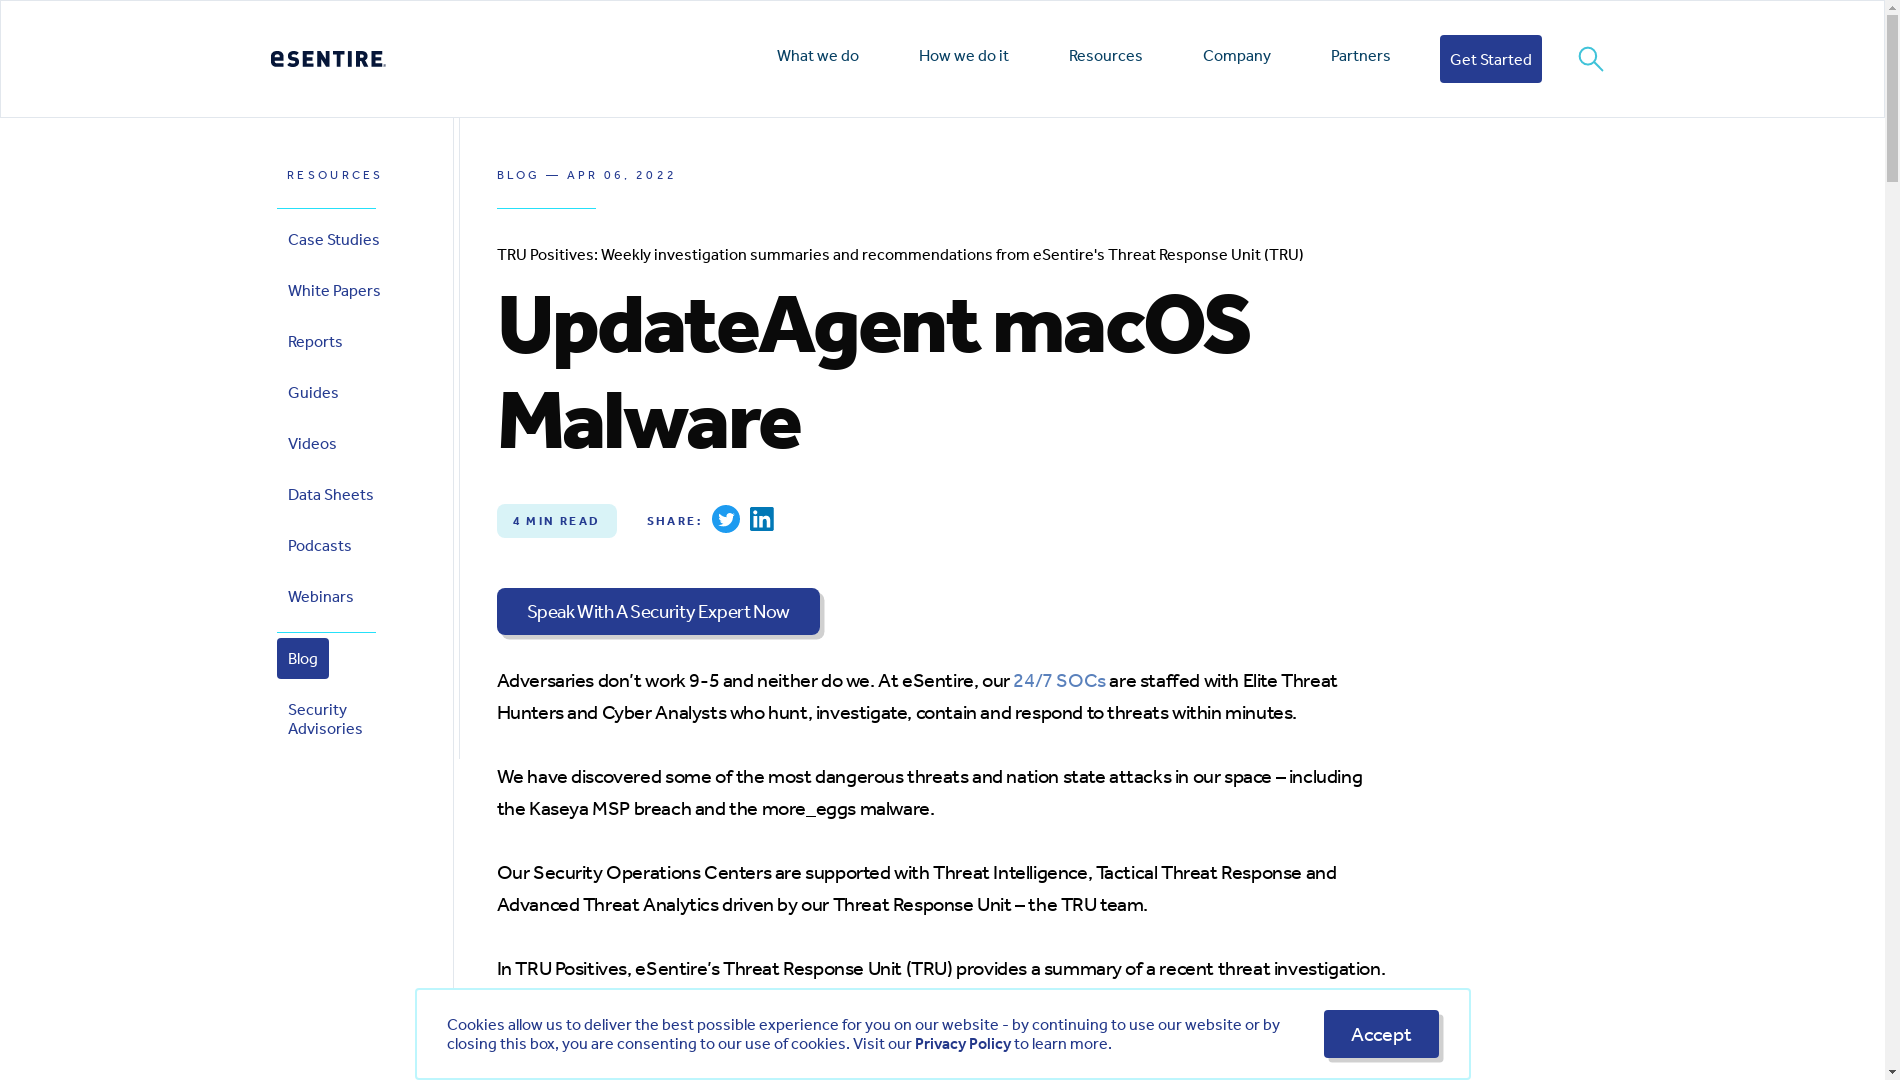 eSENTIRE
What we do
How we do it
Resources
Company
Partners
Get Started
RESOURCES
Case Studies
White Papers
Reports
Guides
Videos
Data Sheets
Podcasts
Webinars
Blog
Security
Advisories
BLOG — APR 06, 2022
TRU Positives: Weekly investigation summaries and recommendations from eSentire's Threat Response Unit (TRU)
UpdateAgent macOS
Malware
4 MIN READ
SHARE:
Speak With A Security Expert Now
Adversaries don’t work 9-5 and neither do we. At eSentire, our 24/7 SOCs are staffed with Elite Threat
Hunters and Cyber Analysts who hunt, investigate, contain and respond to threats within minutes.
We have discovered some of the most dangerous threats and nation state attacks in our space – including
the Kaseya MSP breach and the more_eggs malware.
Our Security Operations Centers are supported with Threat Intelligence, Tactical Threat Response and
Advanced Threat Analytics driven by our Threat Response Unit – the TRU team.
In TRU Positives, eSentire’s Threat Response Unit (TRU) provides a summary of a recent threat investigation.
Cookies allow us to deliver the best possible experience for you on our website - by continuing to use our website or by
closing this box, you are consenting to our use of cookies. Visit our Privacy Policy to learn more.
Accept